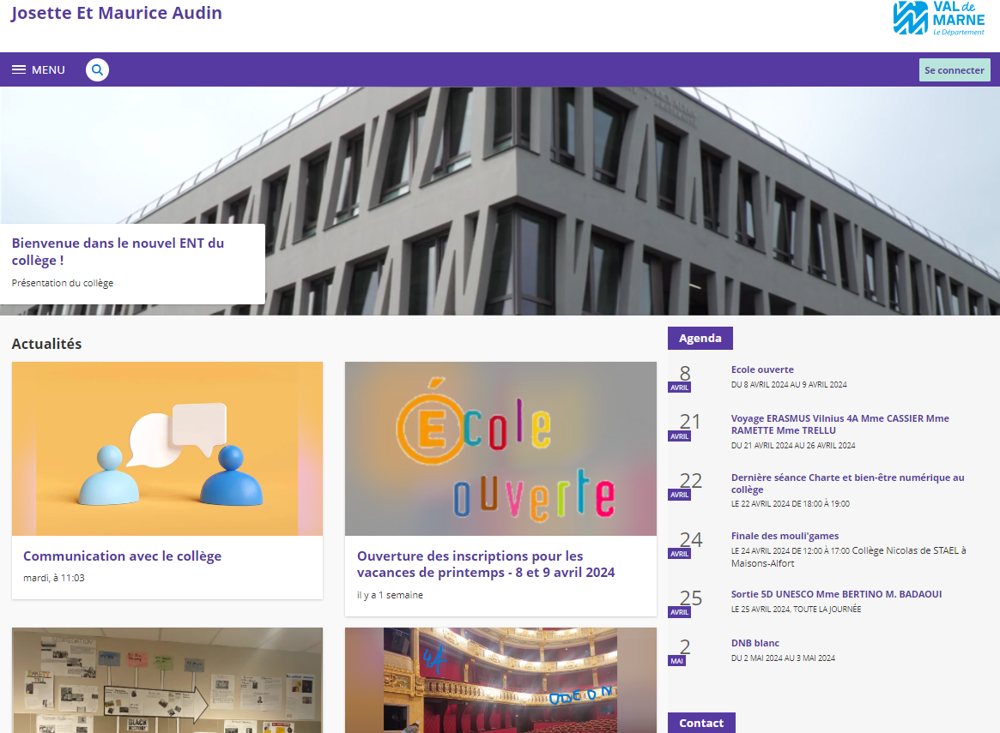 Josette Et Maurice Audin
VAL de
MARNE
Le Département
MENU
Se connecter
Bienvenue dans le nouvel ENT du
collège !
Présentation du collège
Actualités
École
ouverte
Communication avec le collège
mardi, à 11:03
Ouverture des inscriptions pour les
vacances de printemps - 8 et 9 avril 2024
il y a 1 semaine
4A
ODEON
BLACK
HISTORY
Agenda
8
AVRIL
Ecole ouverte
DU 8 AVRIL 2024 AU 9 AVRIL 2024
21
AVRIL
Voyage ERASMUS Vilnius 4A Mme CASSIER Mme
RAMETTE Mme TRELLU
DU 21 AVRIL 2024 AU 26 AVRIL 2024
22
AVRIL
Dernière séance Charte et bien-être numérique au
collège
LE 22 AVRIL 2024 DE 18:00 À 19:00
24
AVRIL
Finale des mouli'games
LE 24 AVRIL 2024 DE 12:00 À 17:00 Collège Nicolas de STAEL à
Maisons-Alfort
25
AVRIL
Sortie 5D UNESCO Mme BERTINO M. BADAOUI
LE 25 AVRIL 2024, TOUTE LA JOURNÉE
2
MAI
DNB blanc
DU 2 MAI 2024 AU 3 MAI 2024
Contact